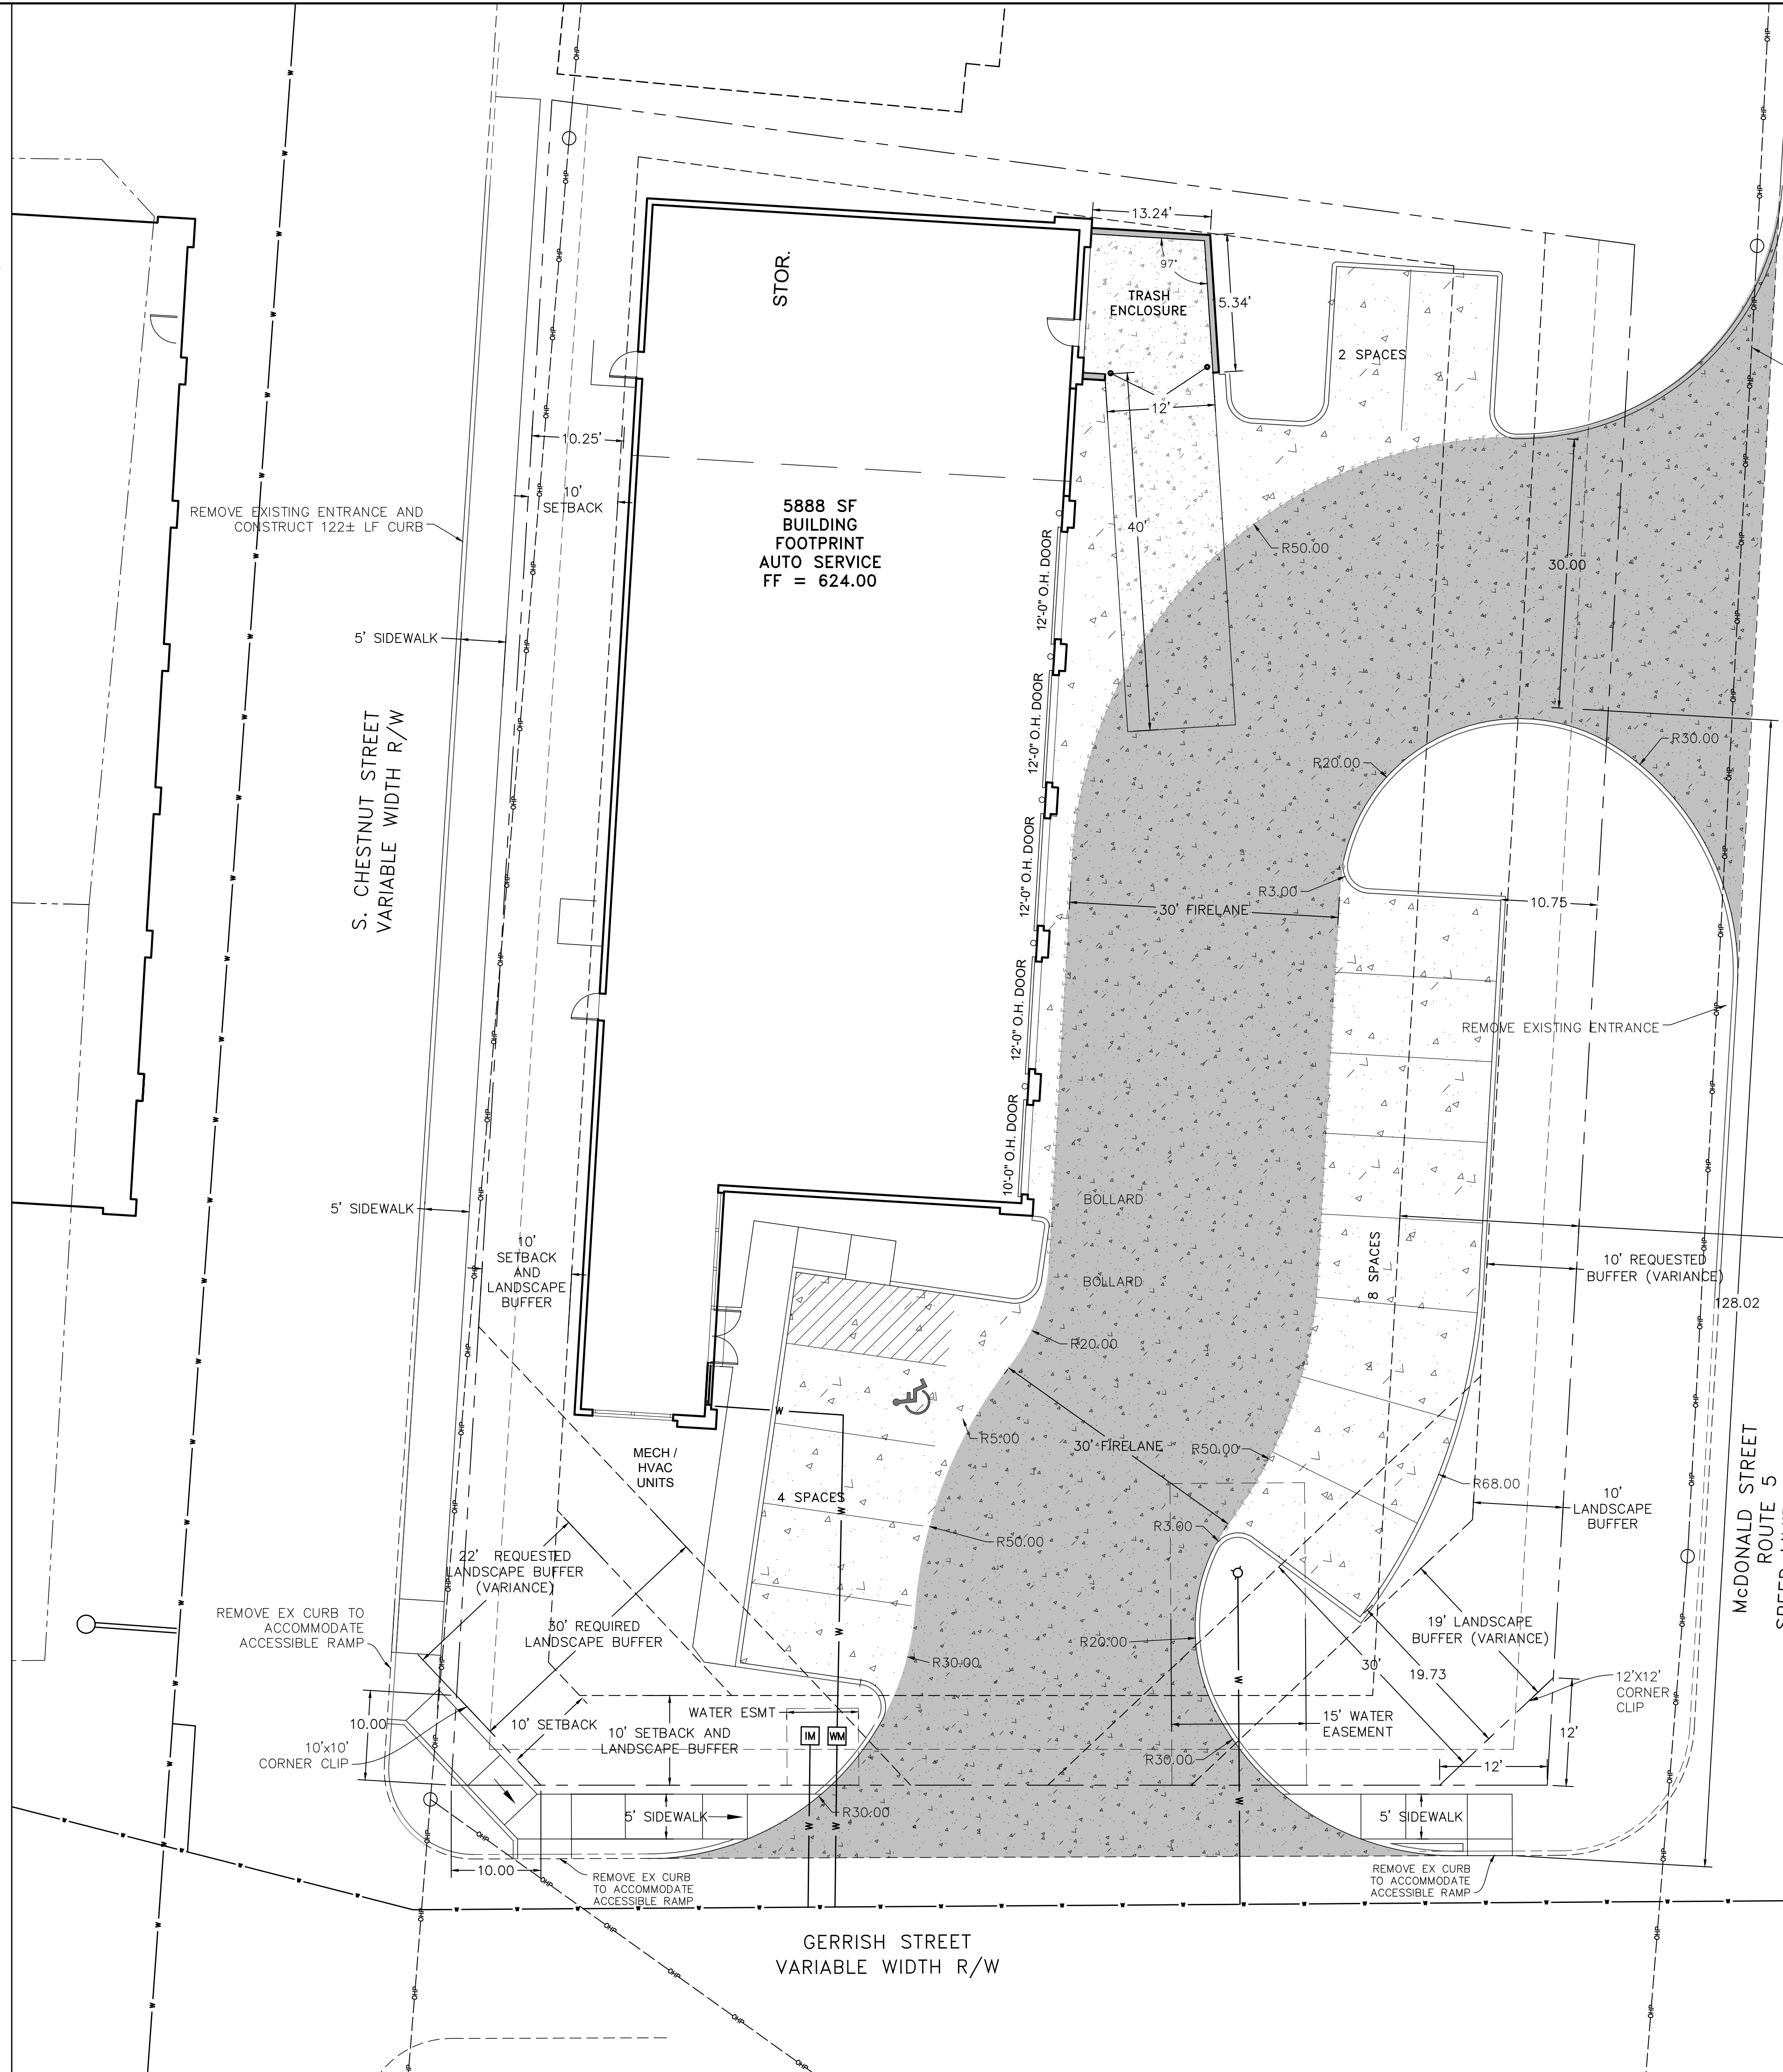 13.24'
97°
TRASH
ENCLOSURE
5.34'
2 SPACES
12'
STOR.
10.25'
10'
SETBACK
REMOVE EXISTING ENTRANCE AND
CONSTRUCT 122± LF CURB
5888 SF
BUILDING
FOOTPRINT
AUTO SERVICE
FF = 624.00
40'
R50.00
30.00
12'-0" O.H. DOOR
12'-0" O.H. DOOR
12'-0" O.H. DOOR
12'-0" O.H. DOOR
10'-0" O.H. DOOR
5' SIDEWALK
S. CHESTNUT STREET
VARIABLE WIDTH R/W
R20.00
R30.00
R3.00
30' FIRELANE
10.75
REMOVE EXISTING ENTRANCE
5' SIDEWALK
10'
SETBACK
AND
LANDSCAPE
BUFFER
BOLLARD
BOLLARD
8 SPACES
10' REQUESTED
BUFFER (VARIANCE)
128.02
R20.00
R5.00
30' FIRELANE
R50.00
R68.00
10'
LANDSCAPE
BUFFER
McDONALD STREET
ROUTE 5
MECH /
HVAC
UNITS
4 SPACES
W
R50.00
R3.00
22' REQUESTED
LANDSCAPE BUFFER
(VARIANCE)
REMOVE EX CURB TO
ACCOMMODATE
ACCESSIBLE RAMP
30' REQUIRED
LANDSCAPE BUFFER
R30.00
R20.00
30'
19.73
19' LANDSCAPE
BUFFER (VARIANCE)
12'X12'
CORNER
CLIP
12'
12'
10.00
10'x10'
CORNER CLIP
10' SETBACK
10' SETBACK AND
LANDSCAPE BUFFER
WATER ESMT
IM
WM
15' WATER
EASEMENT
R30.00
R30.00
5' SIDEWALK
5' SIDEWALK
10.00
REMOVE EX CURB
TO ACCOMMODATE
ACCESSIBLE RAMP
REMOVE EX CURB
TO ACCOMMODATE
ACCESSIBLE RAMP
OHP
GERRISH STREET
VARIABLE WIDTH R/W